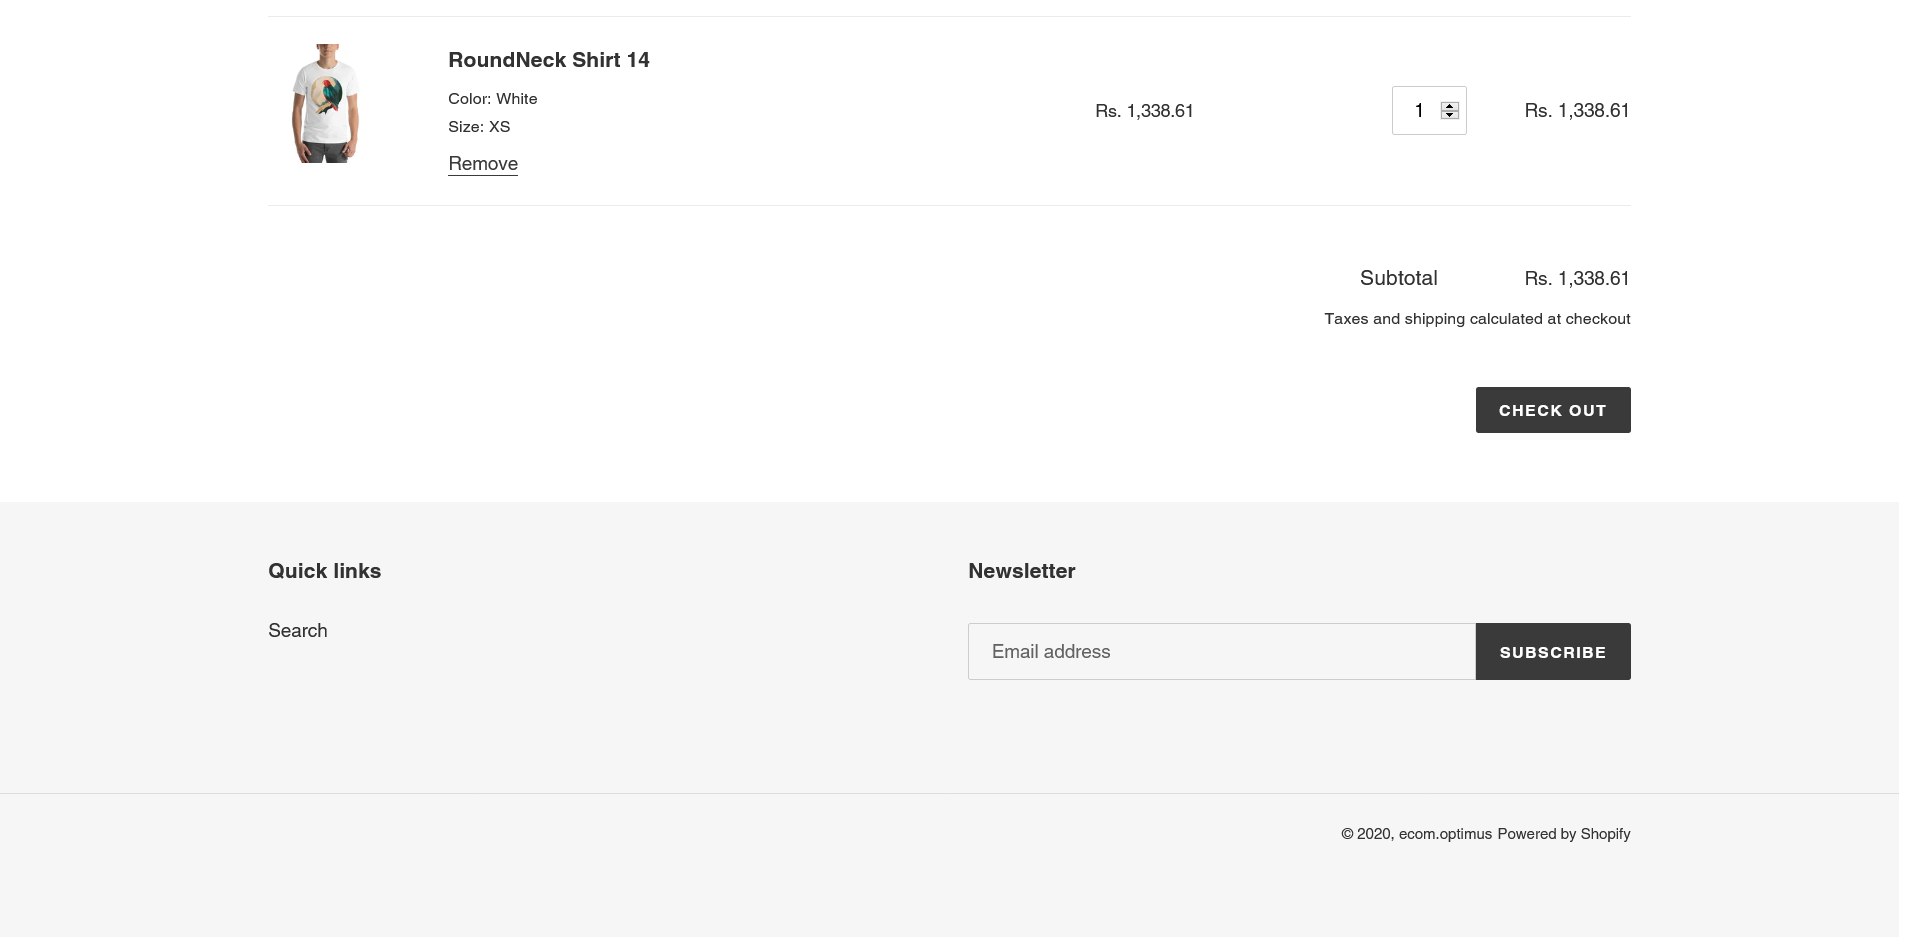 RoundNeck Shirt 14
Color: White
Size: XS
Remove
Rs. 1,338.61
1
Rs. 1,338.61
Subtotal
Rs. 1,338.61
Taxes and shipping calculated at checkout
CHECK OUT
Quick links
Search
Newsletter
Email address
SUBSCRIBE
© 2020, ecom.optimus Powered by Shopify